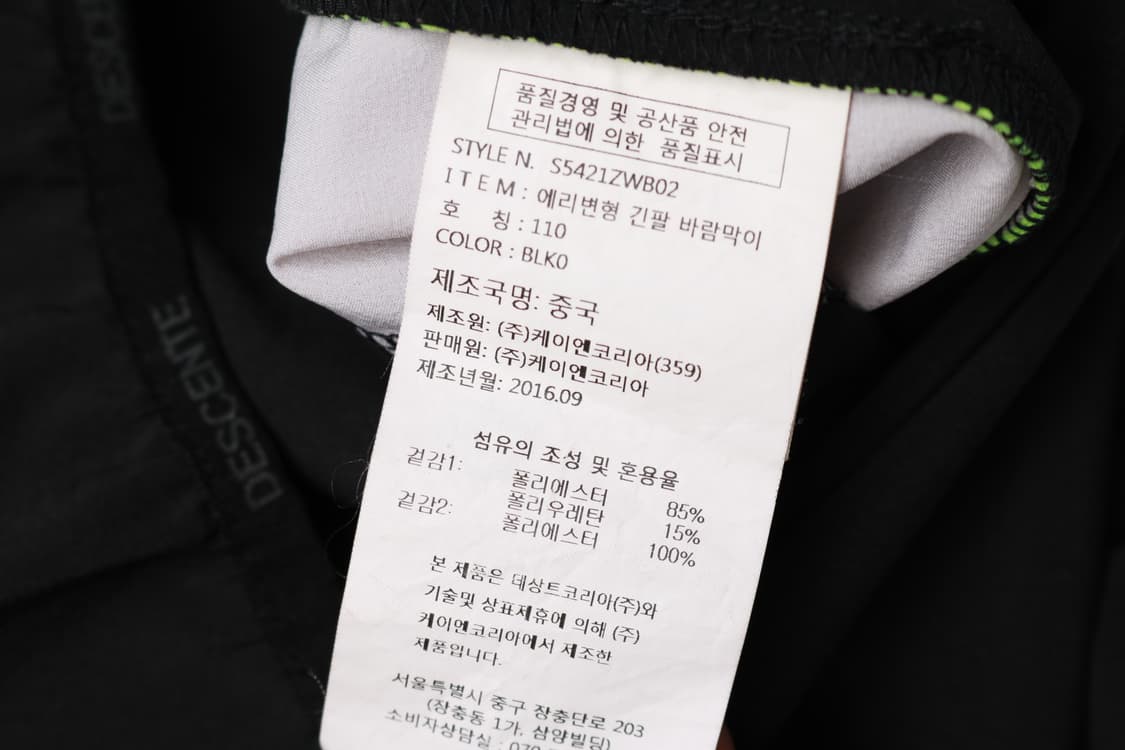 DESCENTE
DESCENTE
품질경영 및 공산품 안전
관리법에 의한 품질표시
STYLE N. S5421ZWB02
ITEM : 에리변형 긴팔 바람막이
호 칭 : 110
COLOR : BLK0
제조국명: 중국
제조원: (주)케이엔코리아(359)
판매원: (주)케이엔코리아
제조년월: 2016.09
섬유의 조성 및 혼용율
겉감1: 폴리에스터 85%
폴리우레탄 15%
겉감2: 폴리에스터 100%
본 제품은 데상트코리아(주)와
기술및 상표제휴에 의해 (주)
케이엔코리아에서 제조한
제품입니다.
서울특별시 중구 장충단로 203
(장충동 1가, 삼양빌딩)
소비자상담실 :